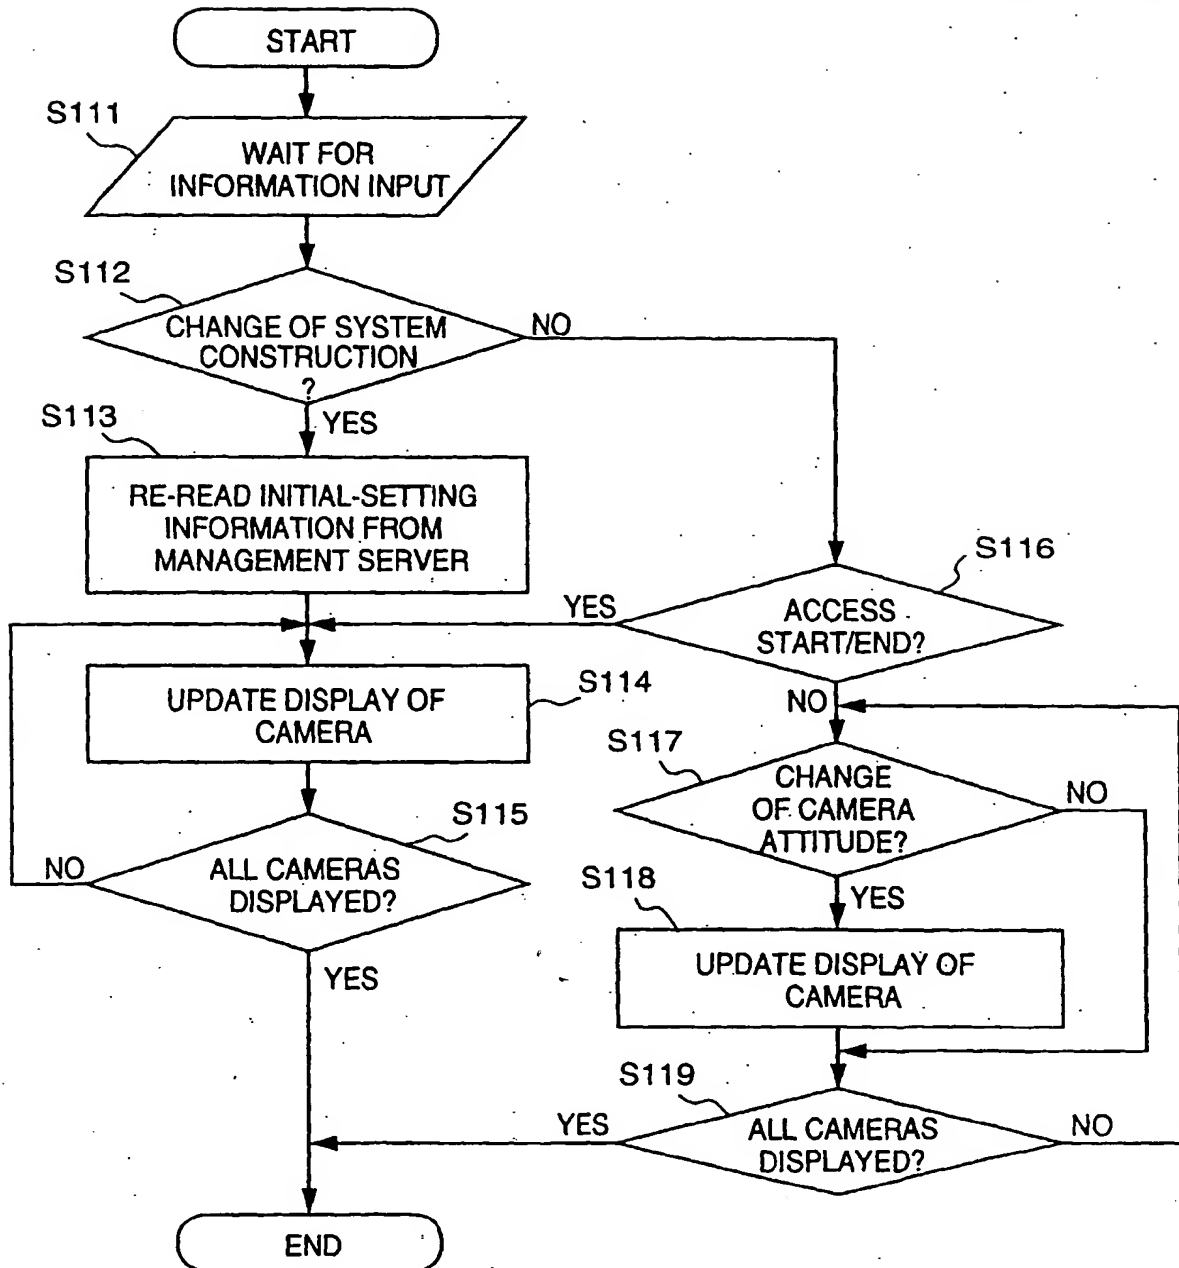 START
S111
WAIT FOR
INFORMATION INPUT
S112
CHANGE OF SYSTEM
CONSTRUCTION
?
NO
YES
S113
RE-READ INITIAL-SETTING
INFORMATION FROM
MANAGEMENT SERVER
S116
YES
ACCESS
START/END?
NO
S114
UPDATE DISPLAY OF
CAMERA
S117
CHANGE
OF CAMERA
ATTITUDE?
NO
YES
S115
NO
ALL CAMERAS
DISPLAYED?
YES
S118
UPDATE DISPLAY OF
CAMERA
S119
YES
ALL CAMERAS
DISPLAYED?
NO
END